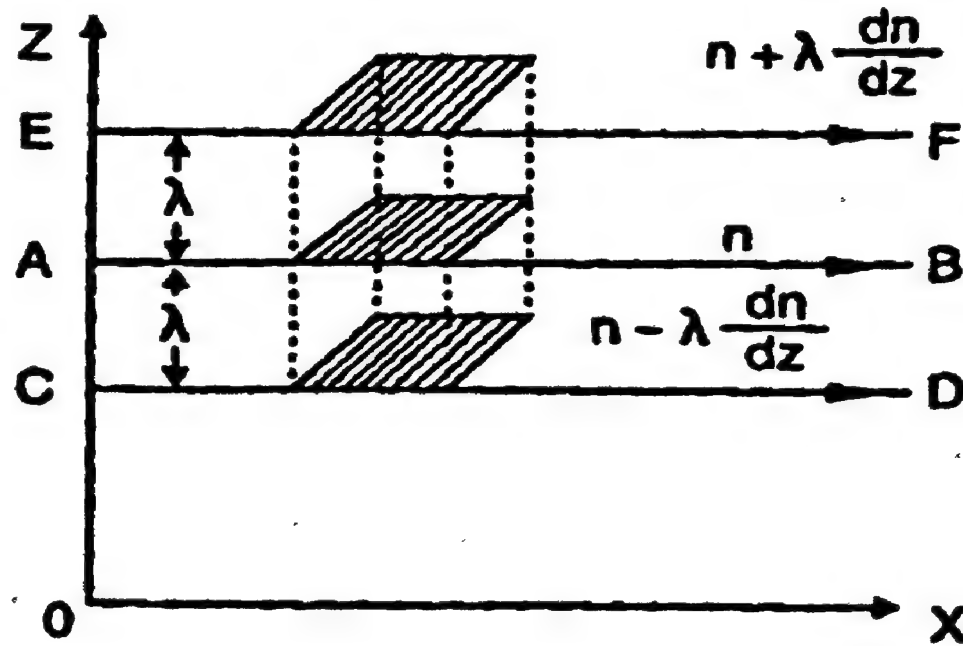 Z
n + λ dn/dz
E F
λ
A n B
λ
n - λ dn/dz
C D
0 X